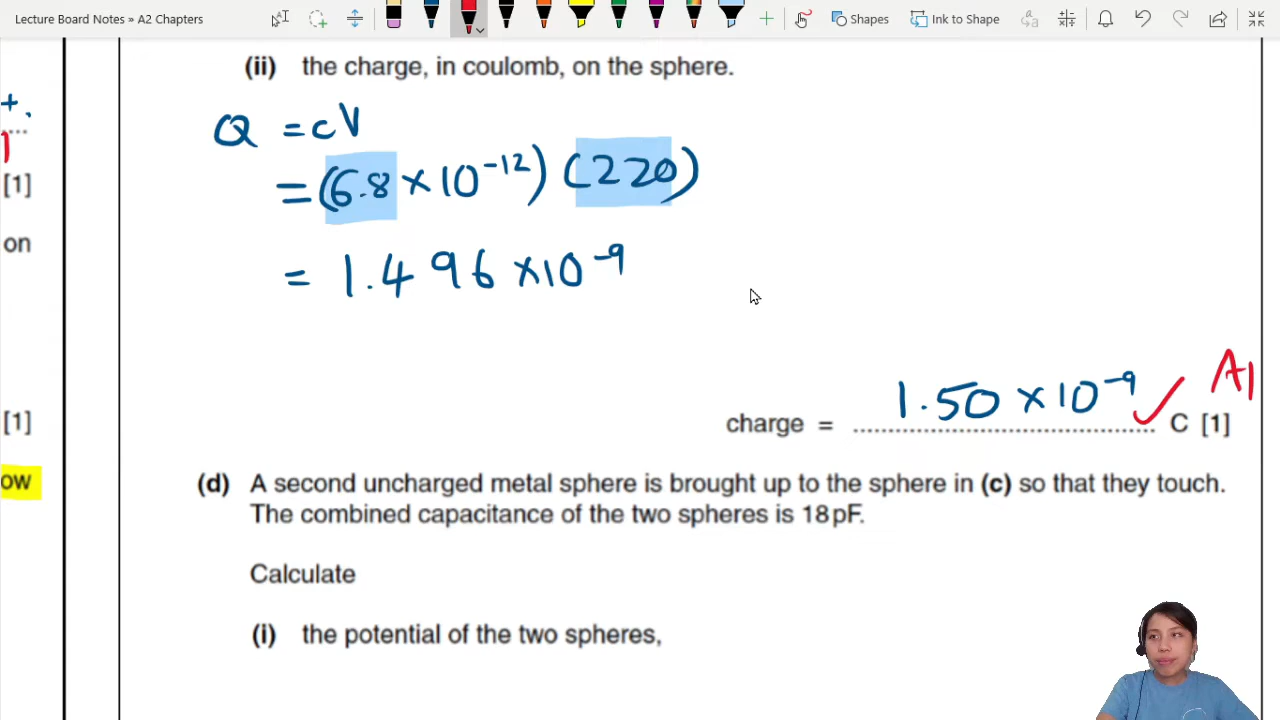 Lecture Board Notes » A2 Chapters
Shapes
Ink to Shape
(ii) the charge, in coulomb, on the sphere.
+.
Q = cV
1
= (6.8 × 10⁻¹²) (220)
[1]
on
= 1.496 ×10⁻⁹
A1
1.50 ×10⁻⁹ ✓
[1]
charge = ........................................ C [1]
ow
(d) A second uncharged metal sphere is brought up to the sphere in (c) so that they touch.
The combined capacitance of the two spheres is 18 pF.
Calculate
(i) the potential of the two spheres,